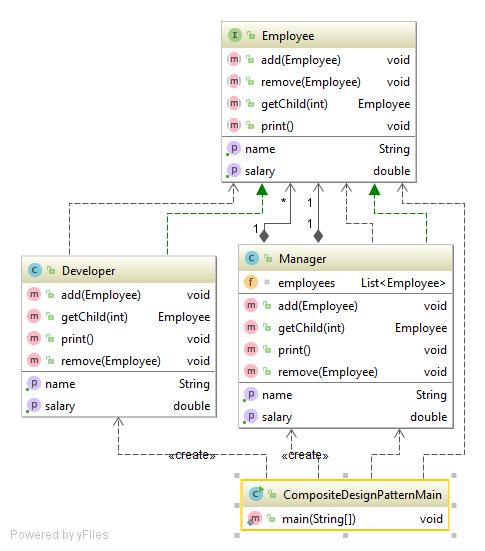 Employee
add(Employee) void
remove(Employee) void
getChild(int) Employee
print() void
name String
salary double
* 1
1 1
Developer
add(Employee) void
getChild(int) Employee
print() void
remove(Employee) void
name String
salary double
Manager
employees List<Employee>
add(Employee) void
getChild(int) Employee
print() void
remove(Employee) void
name String
salary double
«create» «create»
CompositeDesignPatternMain
main(String[]) void
Powered by yFiles